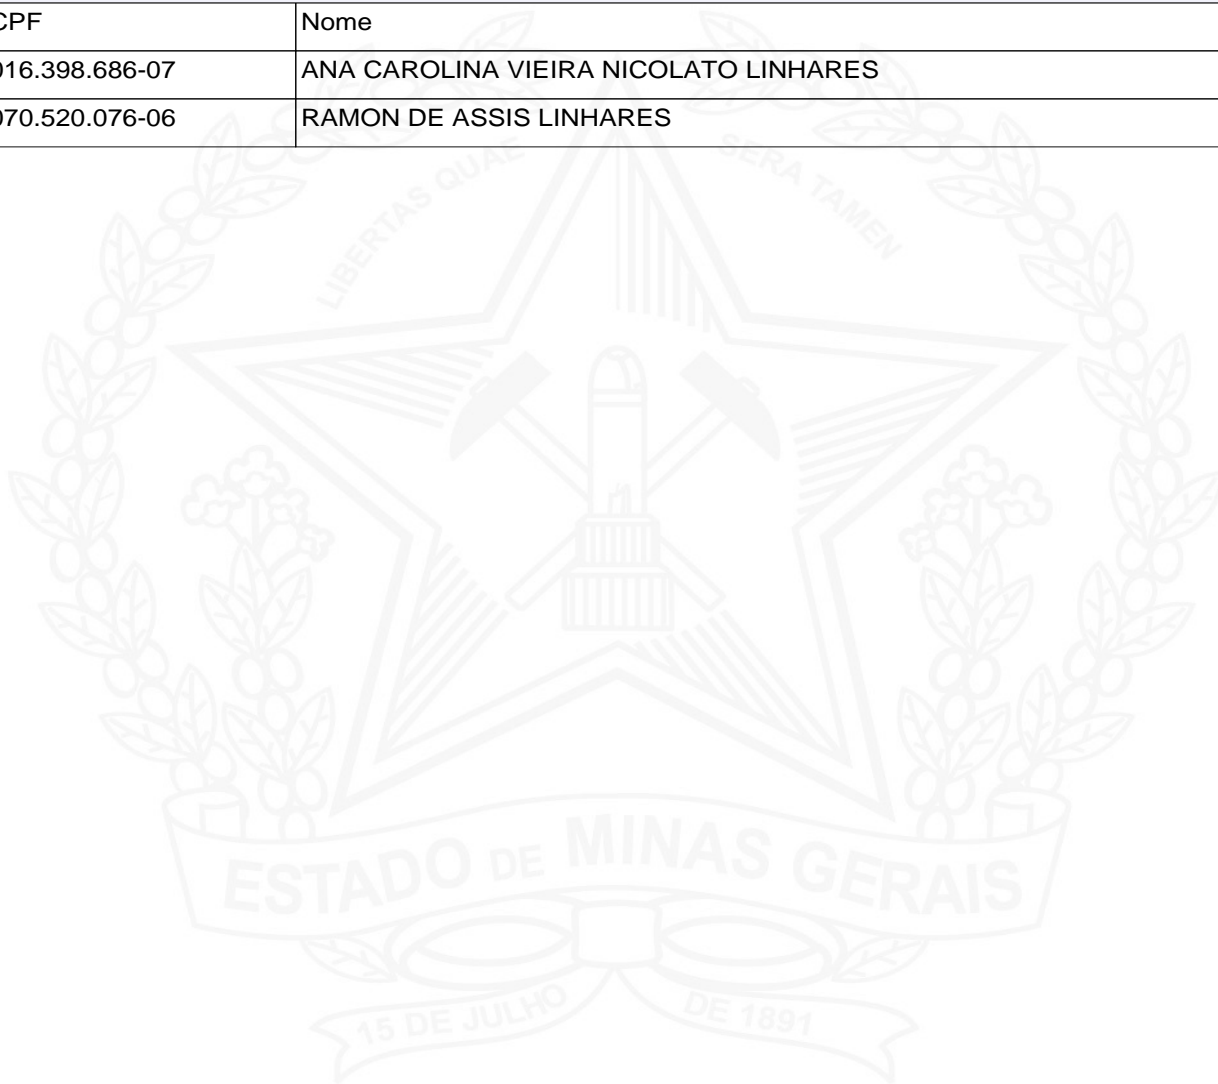 CPF Nome
016.398.686-07 ANA CAROLINA VIEIRA NICOLATO LINHARES
070.520.076-06 RAMON DE ASSIS LINHARES
LIBERTAS QUAE SERA TAMEN
ESTADO DE MINAS GERAIS
15 DE JULHO DE 1891